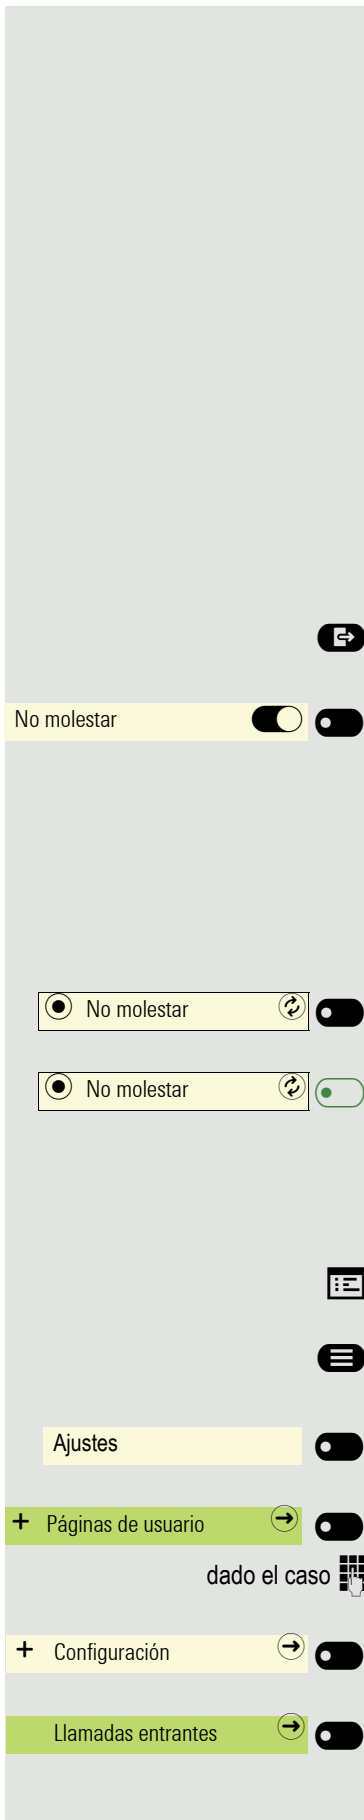 No molestar
No molestar
No molestar
Ajustes
+ Páginas de usuario
dado el caso
+ Configuración
Llamadas entrantes